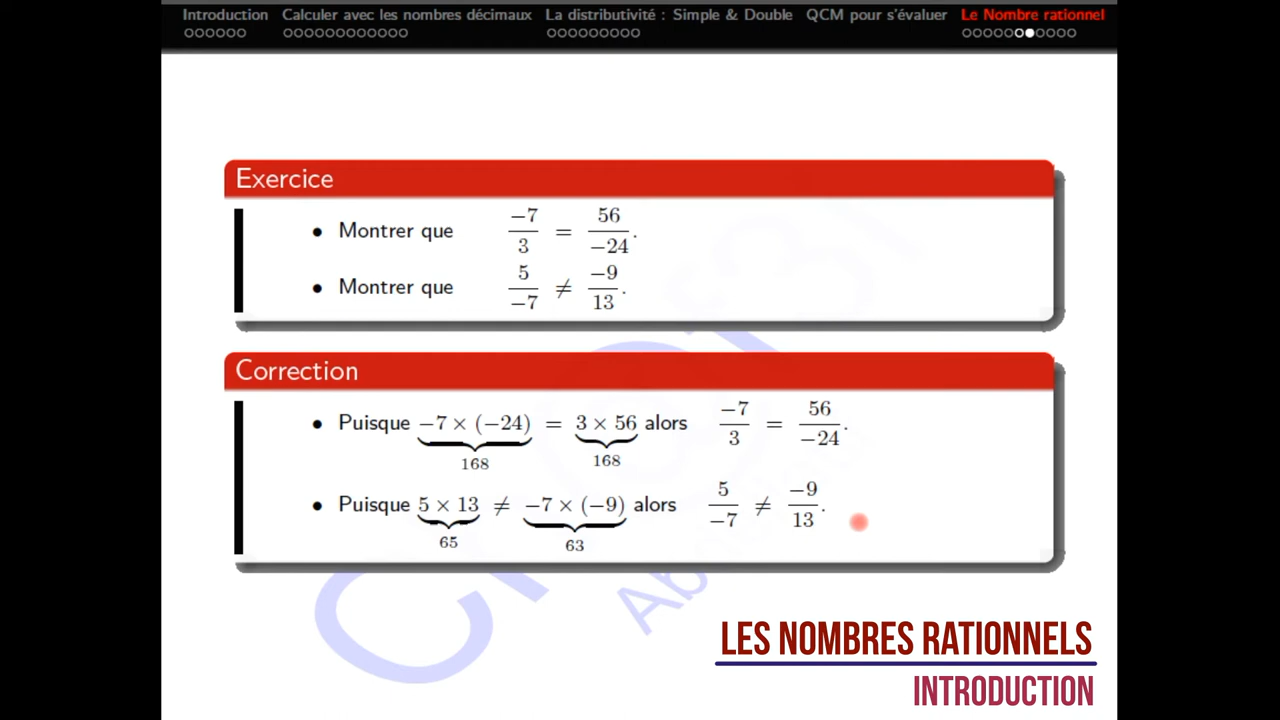 Introduction Calculer avec les nombres décimaux La distributivité : Simple & Double QCM pour s'évaluer Le Nombre rationnel
Exercice
• Montrer que −7/3 = 56/−24.
• Montrer que 5/−7 ≠ −9/13.
Correction
• Puisque −7 × (−24) = 3 × 56 alors −7/3 = 56/−24.
168 168
• Puisque 5 × 13 ≠ −7 × (−9) alors 5/−7 ≠ −9/13.
65 63
LES NOMBRES RATIONNELS
INTRODUCTION